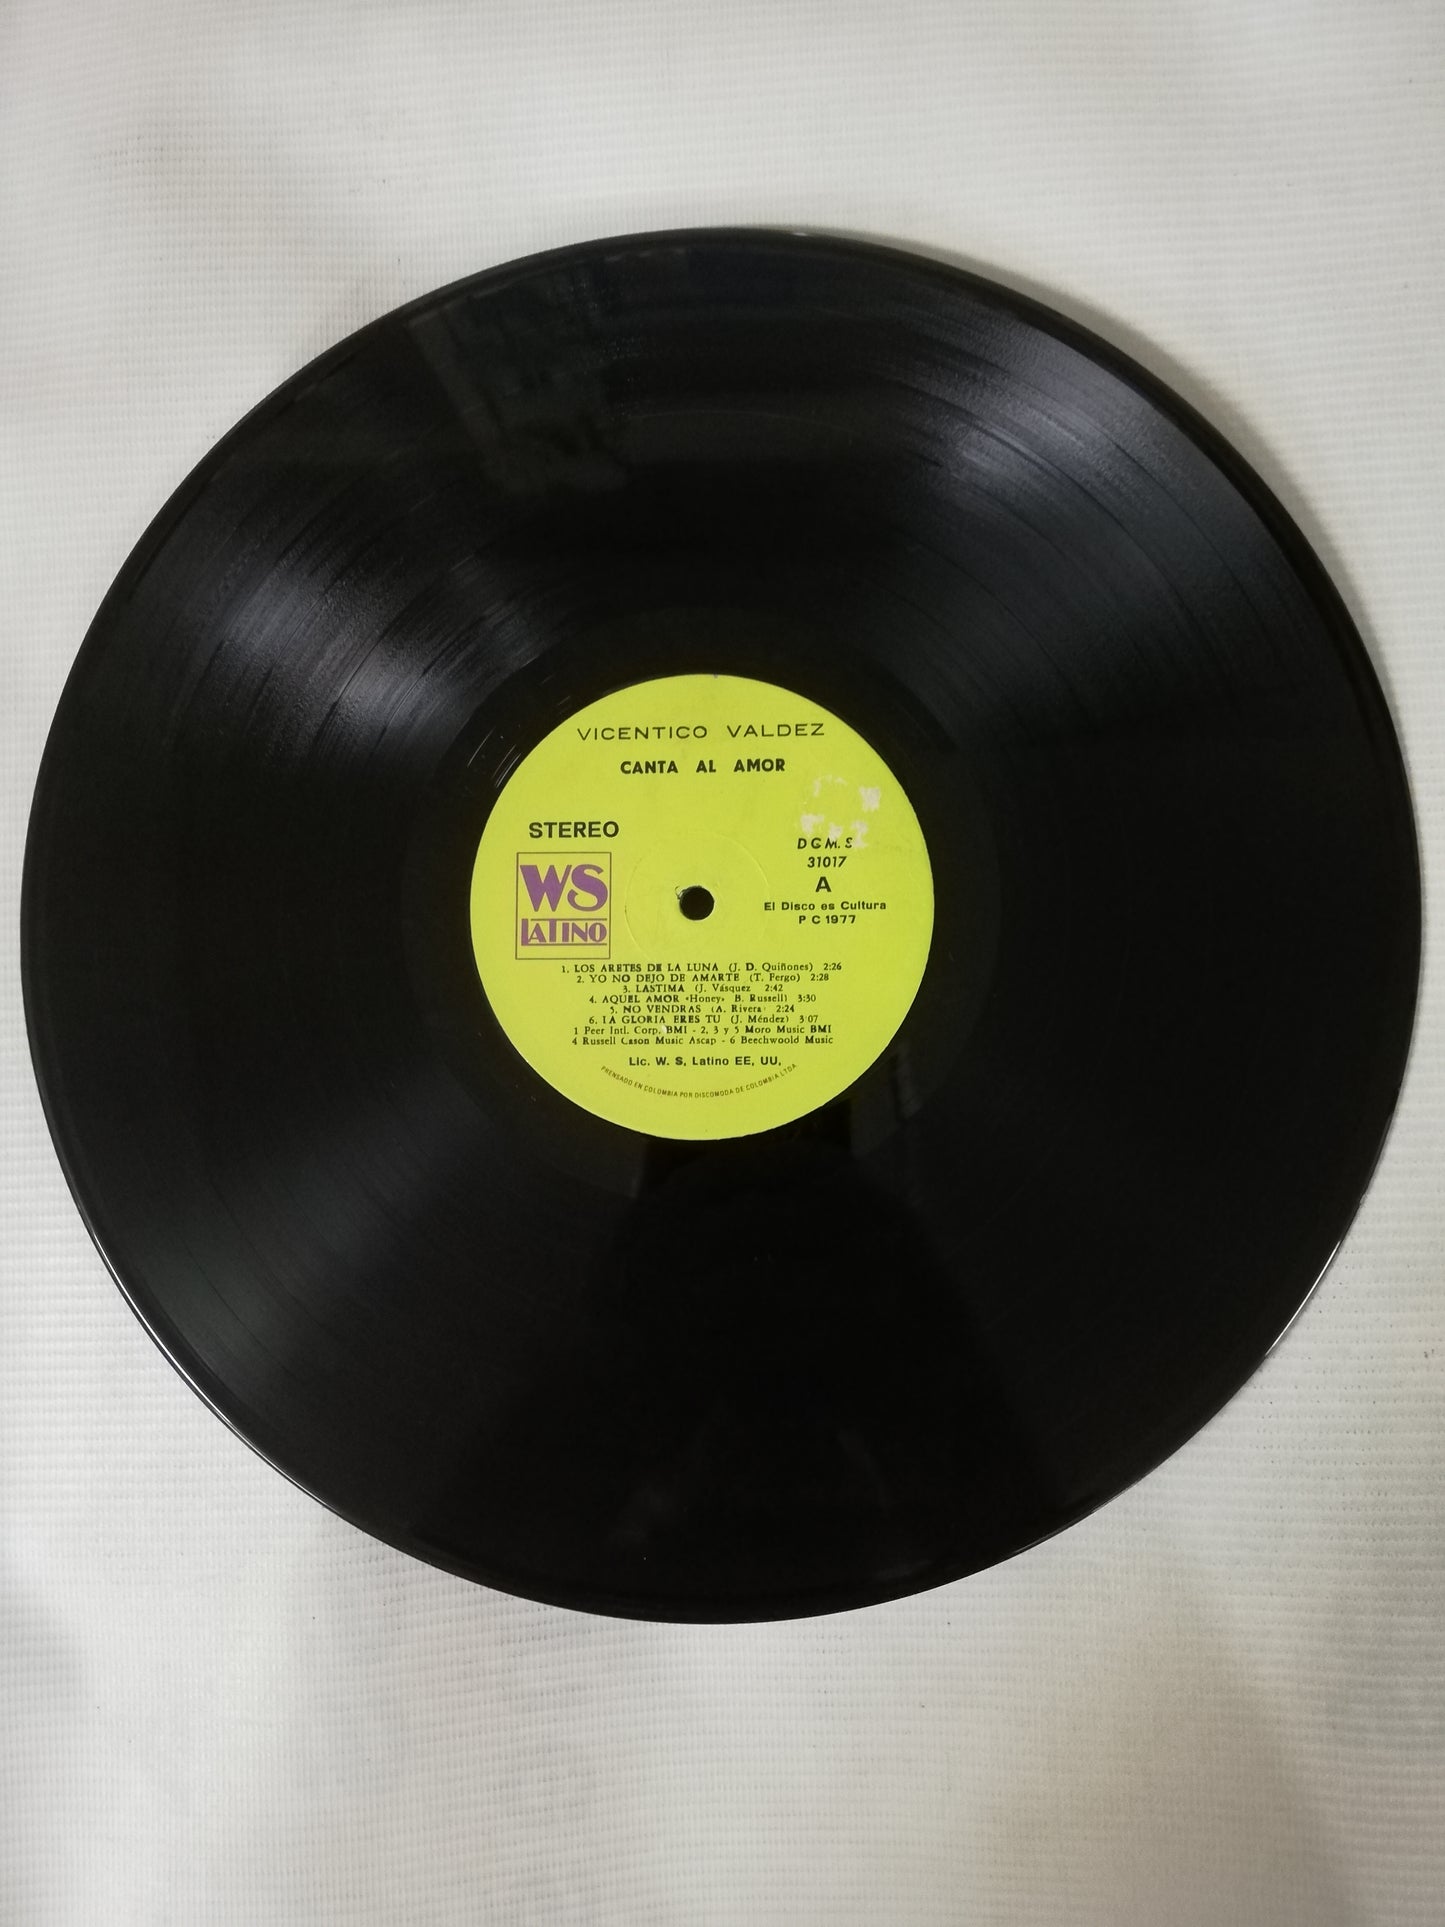 VICENTICO VALDEZ
CANTA AL AMOR
STEREO
WS
LATINO
D G M. S
31017
A
El Disco es Cultura
P C 1977
1. LOS ARETES DE LA LUNA (J. D. Quiñones) 2:26
2. YO NO DEJO DE AMARTE (T. Fergo) 2:28
3. LASTIMA (J. Vásquez 2:42
4. AQUEL AMOR «Honey» B. Russell) 3:30
5. NO VENDRAS (A. Rivera) 2:24
6. LA GLORIA ERES TU (J. Méndez) 3 07
1 Peer Intl. Corp. BMI - 2, 3 y 5 Moro Music BMI
4 Russell Cason Music Ascap - 6 Beechwoold Music
Lic. W. S, Latino EE, UU,
PRENSADO EN COLOMBIA POR DISCOMODA DE COLOMBIA LTDA